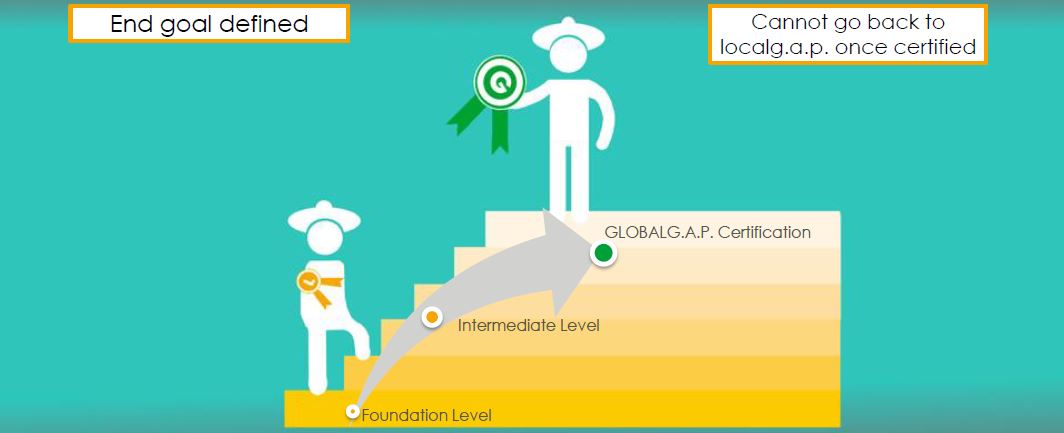 End goal defined
Cannot go back to
localg.a.p. once certified
GLOBALG.A.P. Certification
Intermediate Level
Foundation Level